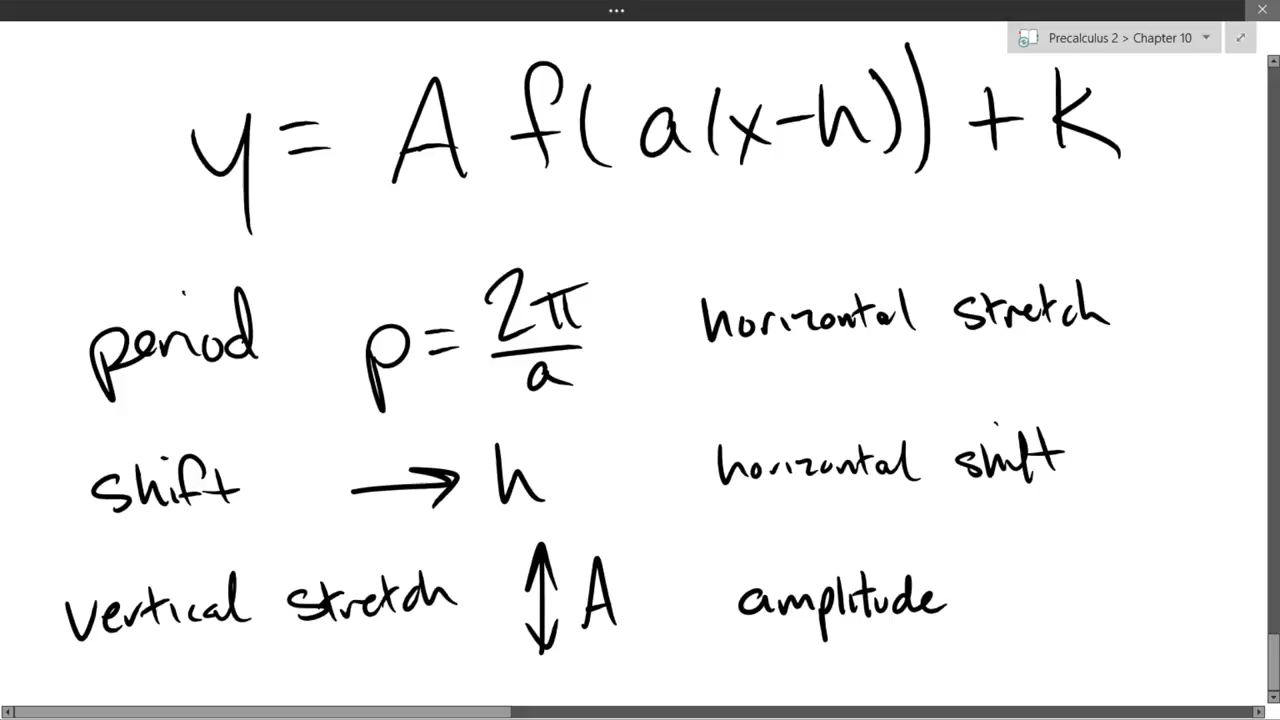 Precalculus 2 > Chapter 10
y = A f(a(x-h)) + K
period p = 2π/a horizontal stretch
shift → h horizontal shift
vertical stretch ↕ A amplitude